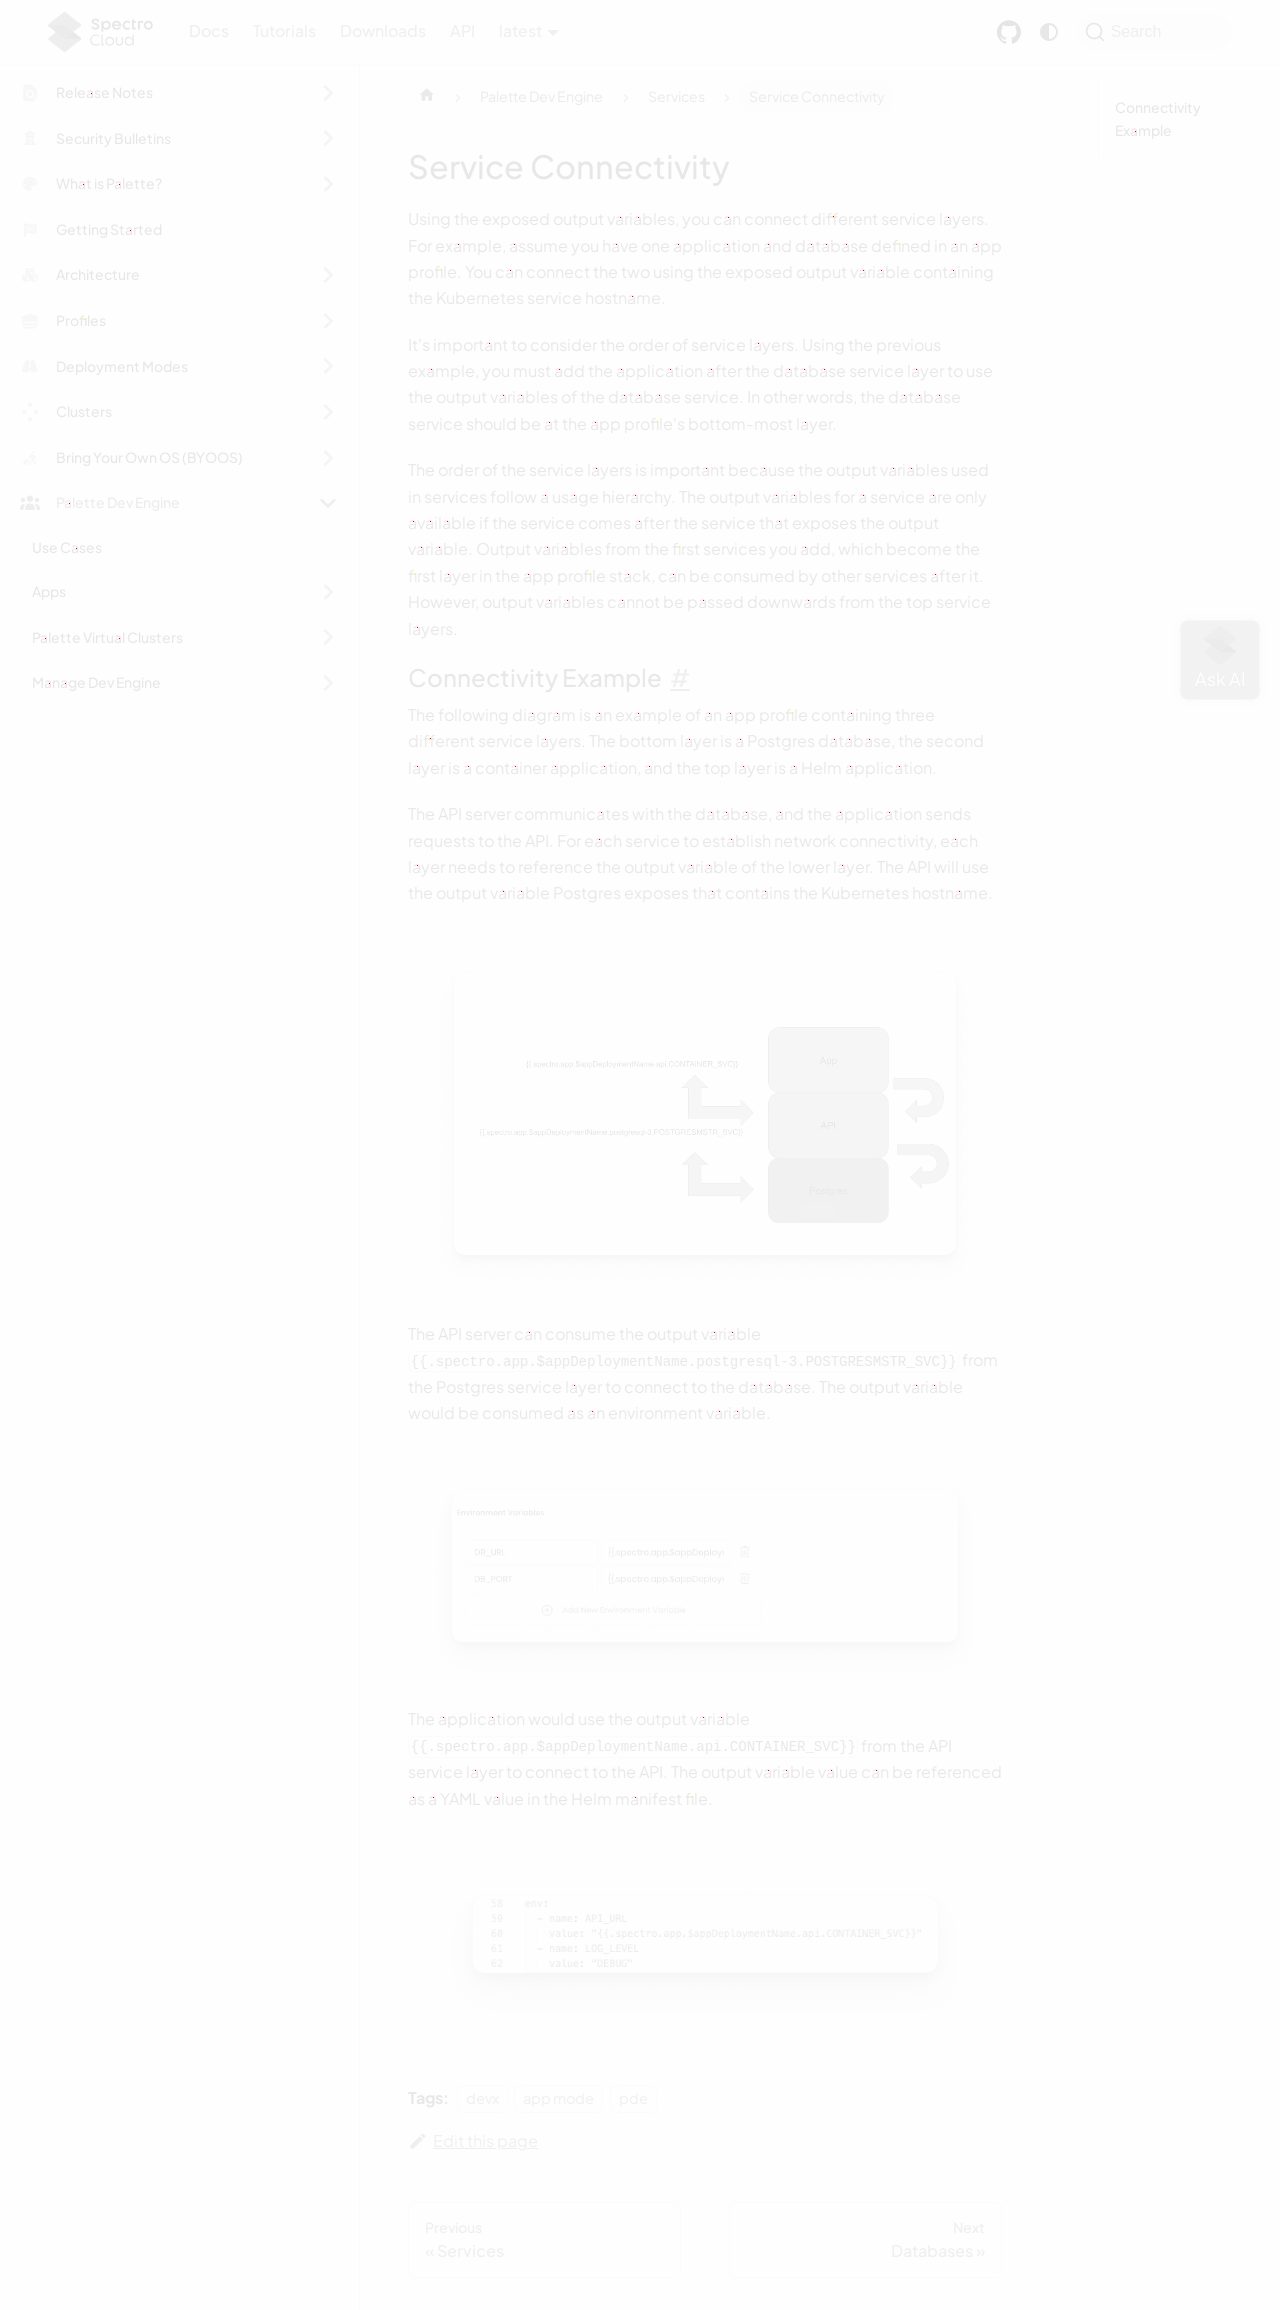 Spectro
Cloud
Docs
Tutorials
Downloads
API
latest
Search
Release Notes
Security Bulletins
What is Palette?
Getting Started
Architecture
Profiles
Deployment Modes
Clusters
Bring Your Own OS (BYOOS)
Palette Dev Engine
Use Cases
Apps
Palette Virtual Clusters
Manage Dev Engine
Palette Dev Engine
Services
Service Connectivity
Service Connectivity
Using the exposed output variables, you can connect different service layers.
For example, assume you have one application and database defined in an app
profile. You can connect the two using the exposed output variable containing
the Kubernetes service hostname.
It's important to consider the order of service layers. Using the previous
example, you must add the application after the database service layer to use
the output variables of the database service. In other words, the database
service should be at the app profile's bottom-most layer.
The order of the service layers is important because the output variables used
in services follow a usage hierarchy. The output variables for a service are only
available if the service comes after the service that exposes the output
variable. Output variables from the first services you add, which become the
first layer in the app profile stack, can be consumed by other services after it.
However, output variables cannot be passed downwards from the top service
layers.
Connectivity Example #
The following diagram is an example of an app profile containing three
different service layers. The bottom layer is a Postgres database, the second
layer is a container application, and the top layer is a Helm application.
The API server communicates with the database, and the application sends
requests to the API. For each service to establish network connectivity, each
layer needs to reference the output variable of the lower layer. The API will use
the output variable Postgres exposes that contains the Kubernetes hostname.
App
{{.spectro.app.$appDeploymentName.api.CONTAINER_SVC}}
API
{{.spectro.app.$appDeploymentName.postgresql-3.POSTGRESMSTR_SVC}}
Postgres
The API server can consume the output variable
{{.spectro.app.$appDeploymentName.postgresql-3.POSTGRESMSTR_SVC}} from
the Postgres service layer to connect to the database. The output variable
would be consumed as an environment variable.
Environment Variables
DB_URL
{{.spectro.app.$appDeploy
DB_PORT
{{.spectro.app.$appDeploy
Add New Environment Variable
The application would use the output variable
{{.spectro.app.$appDeploymentName.api.CONTAINER_SVC}} from the API
service layer to connect to the API. The output variable value can be referenced
as a YAML value in the Helm manifest file.
58 env:
59 - name: API_URL
60 value: "{{.spectro.app.$appDeploymentName.api.CONTAINER_SVC}}"
61 - name: LOG_LEVEL
62 value: "DEBUG"
Tags: devx app mode pde
Edit this page
Previous
« Services
Next
Databases »
Connectivity
Example
Ask AI